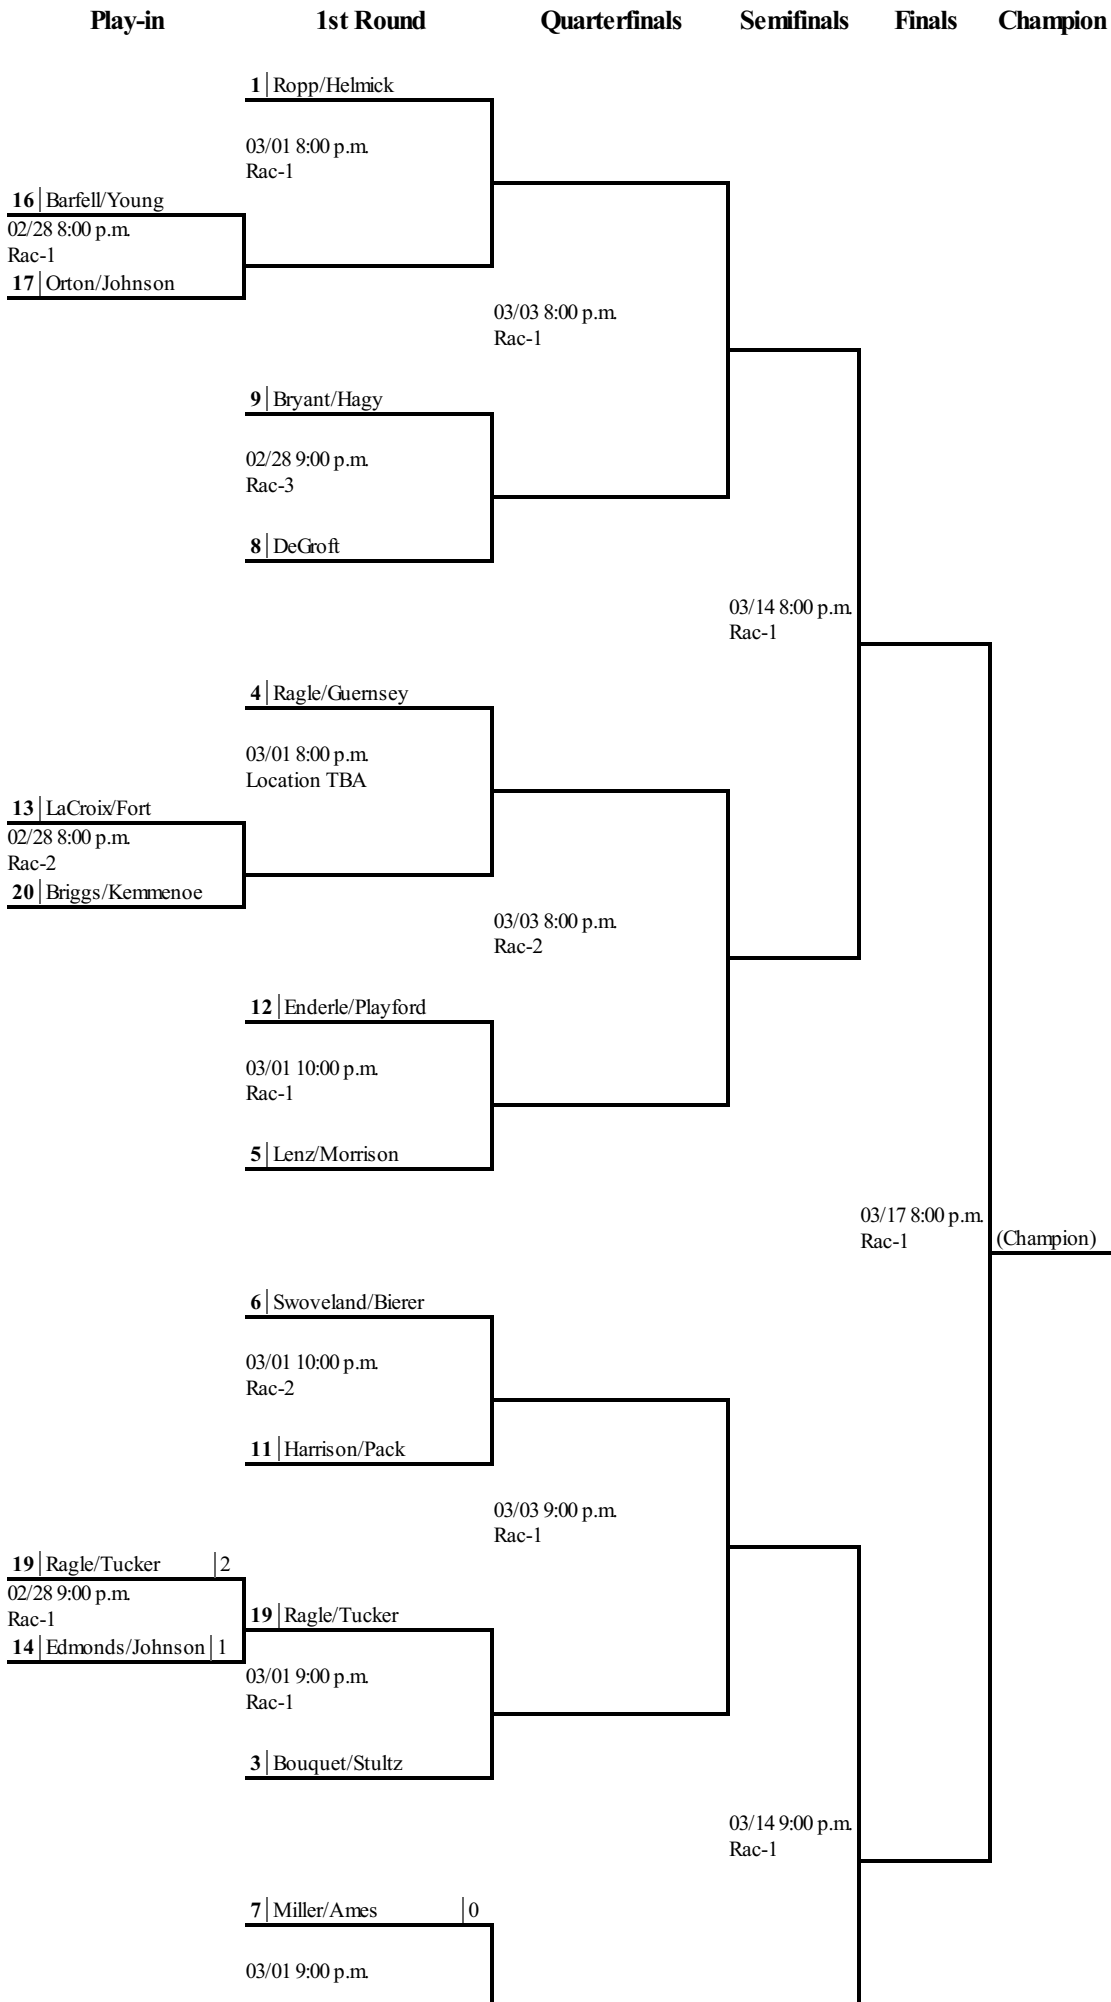 Play-in 1st Round Quarterfinals Semifinals Finals Champion
1 Ropp/Helmick
03/01 8:00 p.m.
Rac-1
16 Barfell/Young
02/28 8:00 p.m.
Rac-1
17 Orton/Johnson
03/03 8:00 p.m.
Rac-1
9 Bryant/Hagy
02/28 9:00 p.m.
Rac-3
8 DeGroft
03/14 8:00 p.m.
Rac-1
4 Ragle/Guernsey
03/01 8:00 p.m.
Location TBA
13 LaCroix/Fort
02/28 8:00 p.m.
Rac-2
20 Briggs/Kemmenoe
03/03 8:00 p.m.
Rac-2
12 Enderle/Playford
03/01 10:00 p.m.
Rac-1
5 Lenz/Morrison
03/17 8:00 p.m.
Rac-1
(Champion)
6 Swoveland/Bierer
03/01 10:00 p.m.
Rac-2
11 Harrison/Pack
03/03 9:00 p.m.
Rac-1
19 Ragle/Tucker 2
02/28 9:00 p.m.
Rac-1
14 Edmonds/Johnson 1
19 Ragle/Tucker
03/01 9:00 p.m.
Rac-1
3 Bouquet/Stultz
03/14 9:00 p.m.
Rac-1
7 Miller/Ames 0
03/01 9:00 p.m.